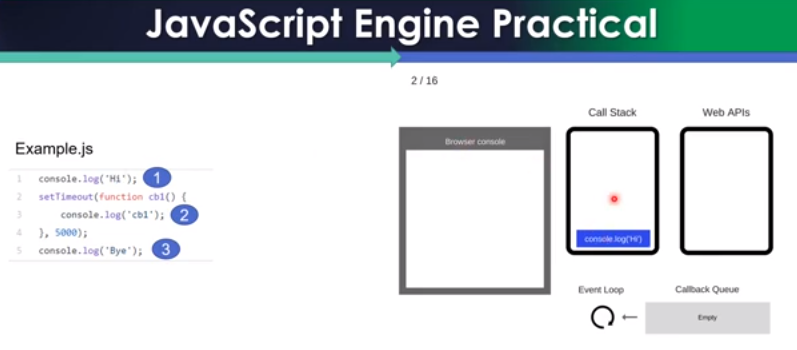 JavaScript Engine Practical
2 / 16
Example.js
1 console.log('Hi'); 1
2 setTimeout(function cb1() {
3 console.log('cb1'); 2
4 }, 5000);
5 console.log('Bye'); 3
Browser console
Call Stack
console.log('Hi')
Web APIs
Event Loop
Callback Queue
Empty